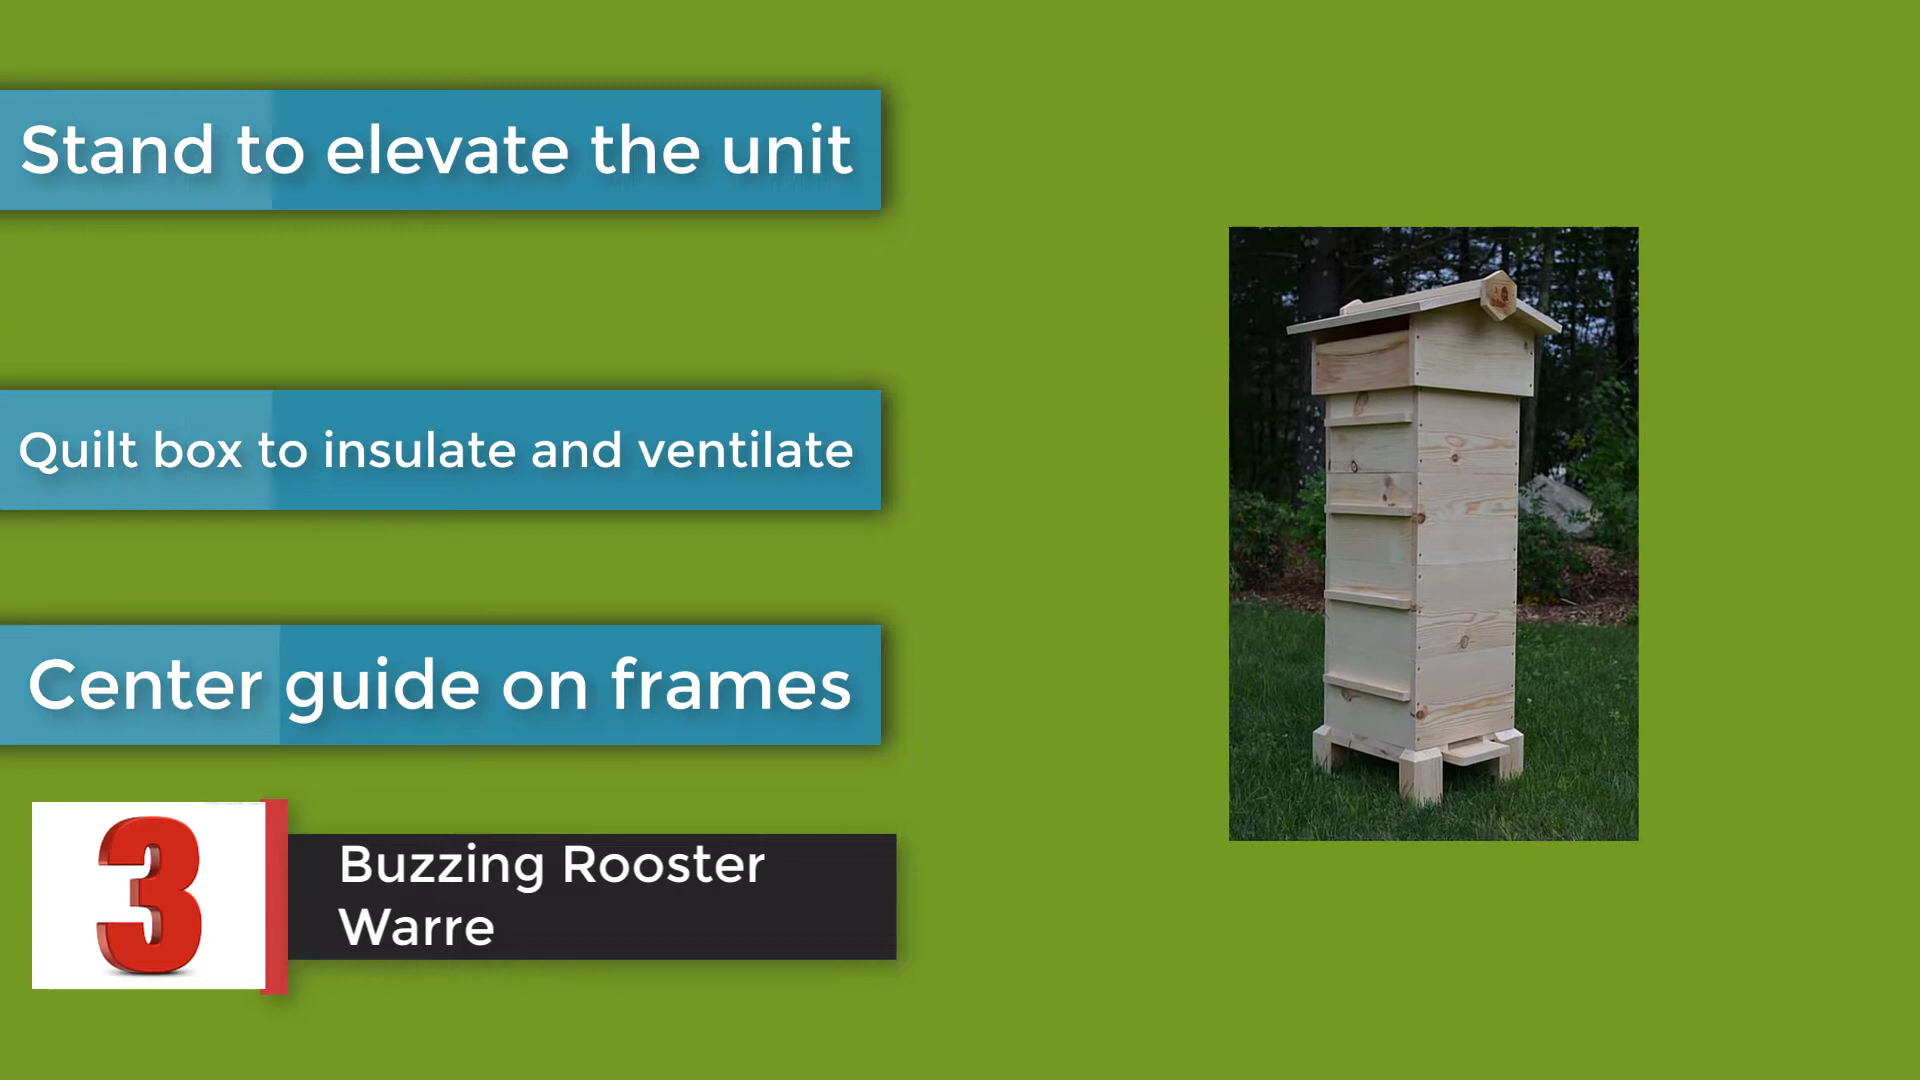 Stand to elevate the unit
Quilt box to insulate and ventilate
Center guide on frames
3
Buzzing Rooster
Warre